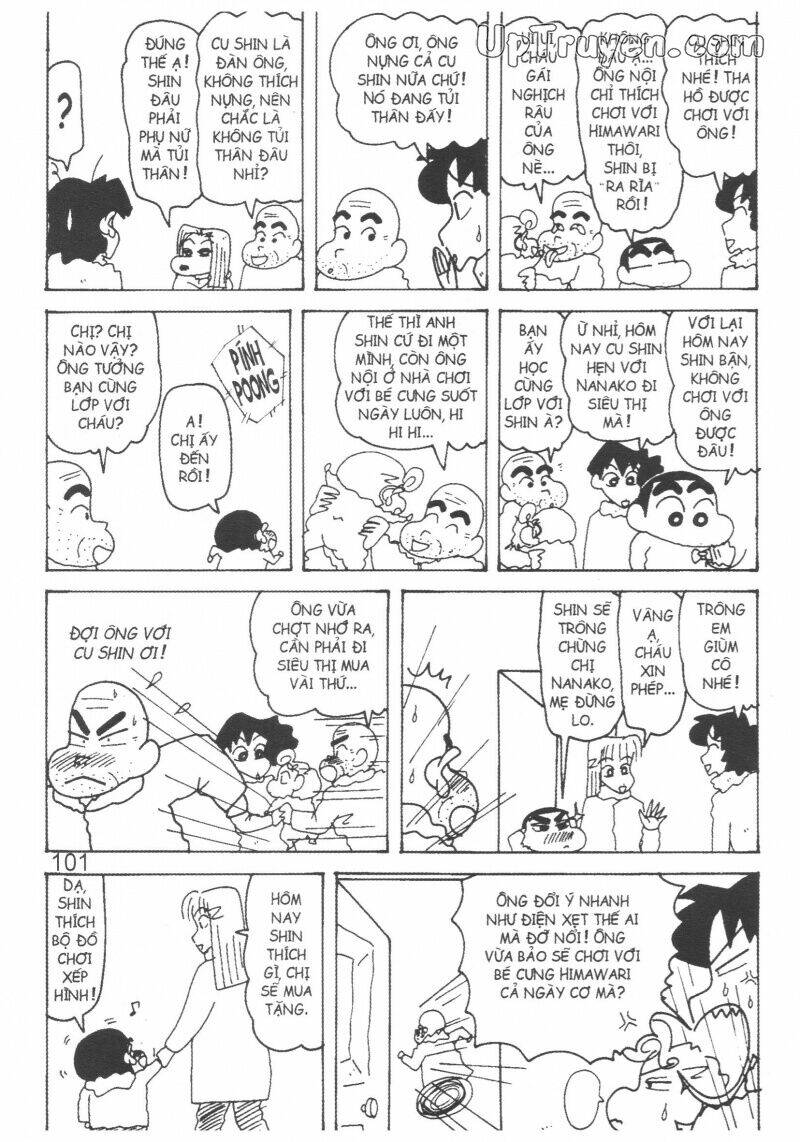 UpTruyen.com
THÍCH
NHÉ! THA
HỒ ĐƯỢC
CHƠI VỚI
ÔNG!
ÔNG NỘI
CHỈ THÍCH
CHƠI VỚI
HIMAWARI
THÔI,
SHIN BỊ
"RA RÌA"
RỒI!
CHÁU
GÁI
NGHỊCH
RÂU
CỦA
ÔNG
NÈ...
ÔNG ƠI, ÔNG
NỰNG CẢ CU
SHIN NỮA CHỨ!
NÓ ĐANG TỦI
THÂN ĐẤY!
CU SHIN LÀ
ĐÀN ÔNG,
KHÔNG THÍCH
NỰNG, NÊN
CHẮC LÀ
KHÔNG TỦI
THÂN ĐÂU
NHỈ?
ĐÚNG
THẾ Ạ!
SHIN
ĐÂU
PHẢI
PHỤ NỮ
MÀ TỦI
THÂN!
?
VỚI LẠI
HÔM NAY
SHIN BẬN,
KHÔNG
CHƠI VỚI
ÔNG
ĐƯỢC
ĐÂU!
Ừ NHỈ, HÔM
NAY CU SHIN
HẸN VỚI
NANAKO ĐI
SIÊU THỊ
MÀ!
BẠN
ẤY
HỌC
CÙNG
LỚP VỚI
SHIN À?
THẾ THÌ ANH
SHIN CỨ ĐI MỘT
MÌNH, CÒN ÔNG
NỘI Ở NHÀ CHƠI
VỚI BÉ CƯNG SUỐT
NGÀY LUÔN, HI
HI HI...
PÍNH
POONG
A!
CHỊ ẤY
ĐẾN
RỒI!
CHỊ? CHỊ
NÀO VẬY?
ÔNG TƯỞNG
BẠN CÙNG
LỚP VỚI
CHÁU?
TRÔNG
EM
GIÙM
CÔ
NHÉ!
VÂNG
Ạ,
CHÁU
XIN
PHÉP...
SHIN SẼ
TRÔNG
CHỪNG
CHỊ
NANAKO,
MẸ ĐỪNG
LO.
ÔNG VỪA
CHỢT NHỚ RA,
CẦN PHẢI ĐI
SIÊU THỊ MUA
VÀI THỨ...
ĐỢI ÔNG VỚI
CU SHIN ƠI!
ÔNG ĐỔI Ý NHANH
NHƯ ĐIỆN XẸT THẾ AI
MÀ ĐỠ NỔI! ÔNG
VỪA BẢO SẼ CHƠI VỚI
BÉ CƯNG HIMAWARI
CẢ NGÀY CƠ MÀ?
HÔM
NAY
SHIN
THÍCH
GÌ, CHỊ
SẼ MUA
TẶNG.
DẠ,
SHIN
THÍCH
BỘ ĐỒ
CHƠI
XẾP
HÌNH!
101